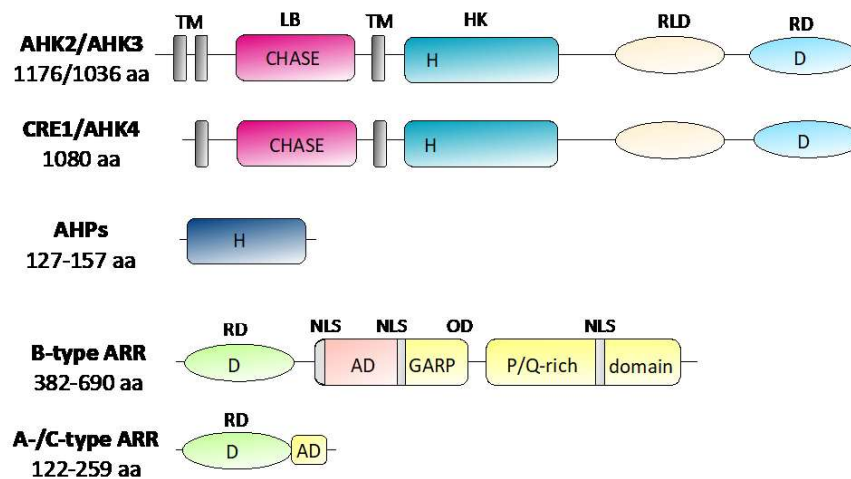 TM LB TM HK RLD RD
AHK2/AHK3 CHASE H D
1176/1036 aa
CRE1/AHK4 CHASE H D
1080 aa
AHPs H
127-157 aa
RD NLS NLS OD NLS
B-type ARR D AD GARP P/Q-rich domain
382-690 aa
RD
A-/C-type ARR D AD
122-259 aa